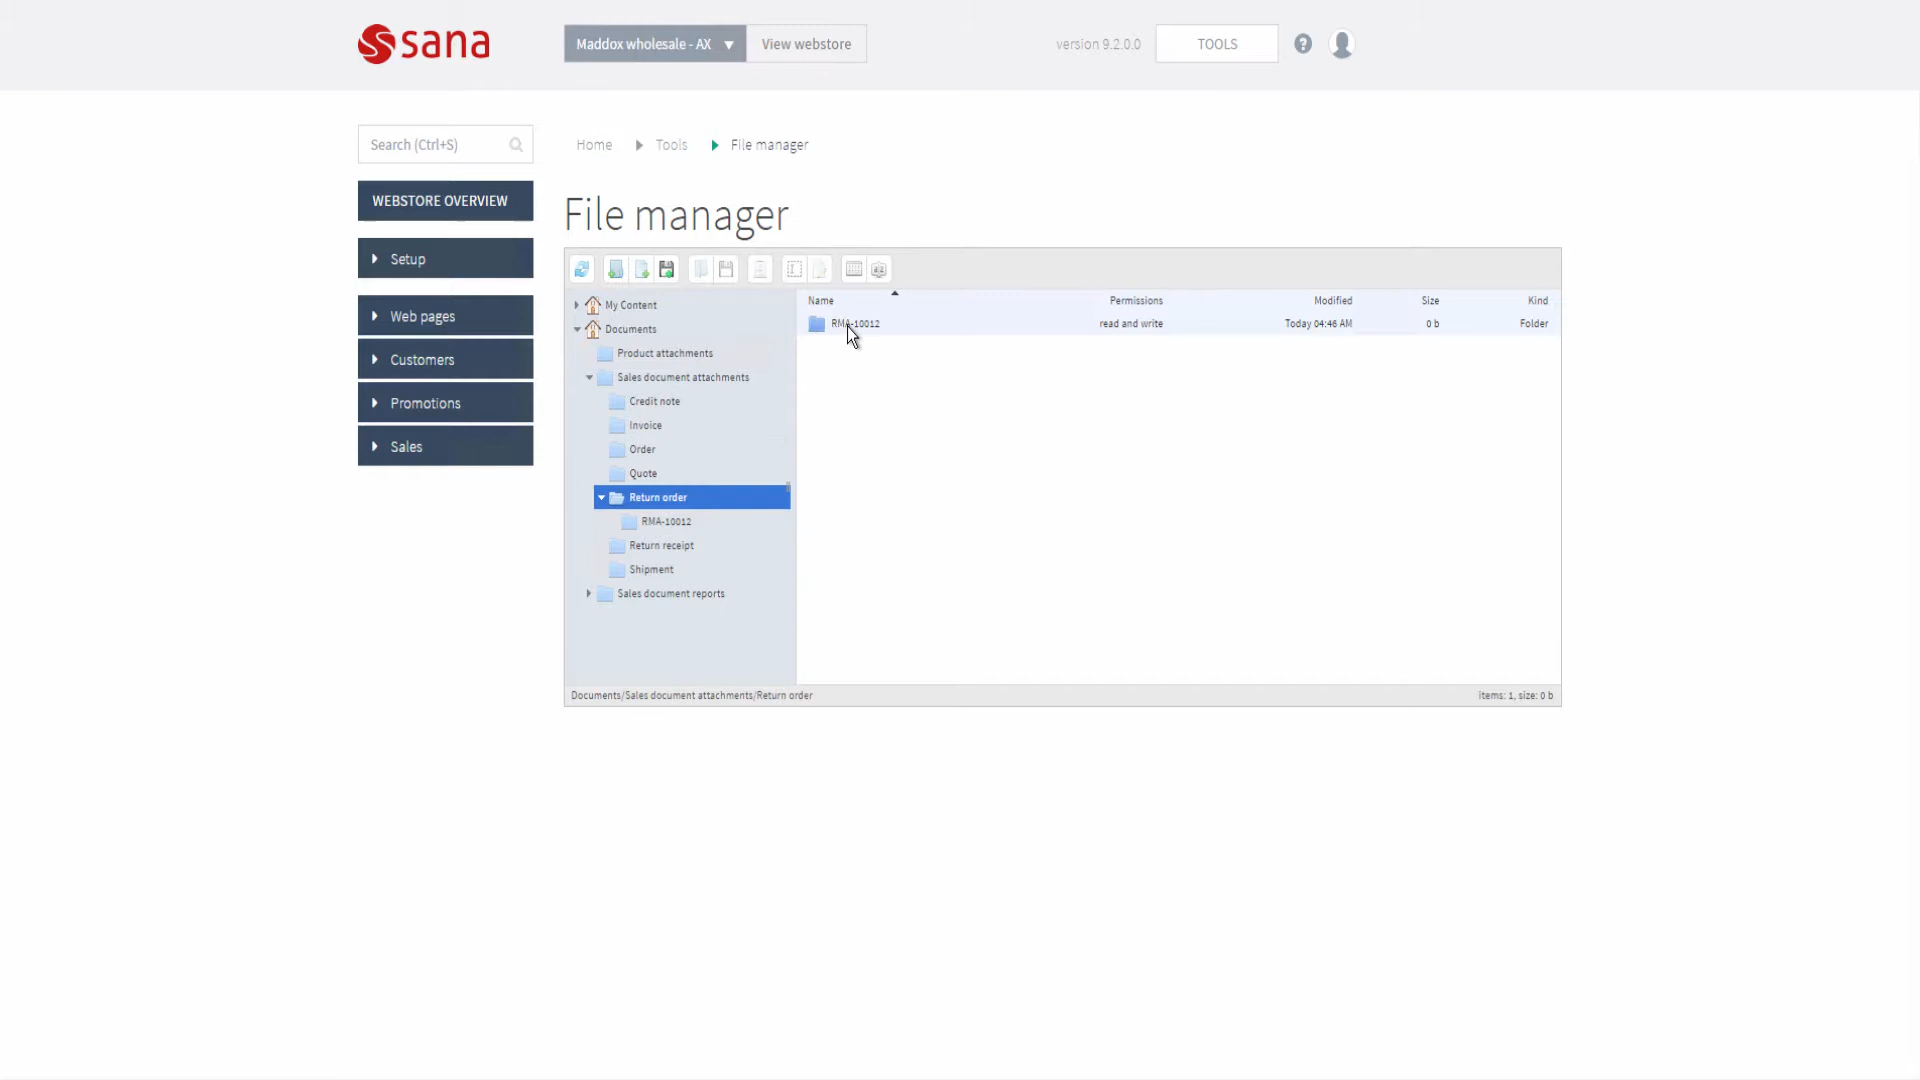 sana
Maddox wholesale - AX
View webstore
version 9.2.0.0
TOOLS
?
Search (Ctrl+S)
Home
Tools
File manager
WEBSTORE OVERVIEW
Setup
Web pages
Customers
Promotions
Sales
File manager
My Content
Documents
Product attachments
Sales document attachments
Credit note
Invoice
Order
Quote
Return order
RMA-10012
Return receipt
Shipment
Sales document reports
Name Permissions Modified Size Kind
RMA-10012 read and write Today 04:46 AM 0 b Folder
Documents/Sales document attachments/Return order
items: 1, size: 0 b